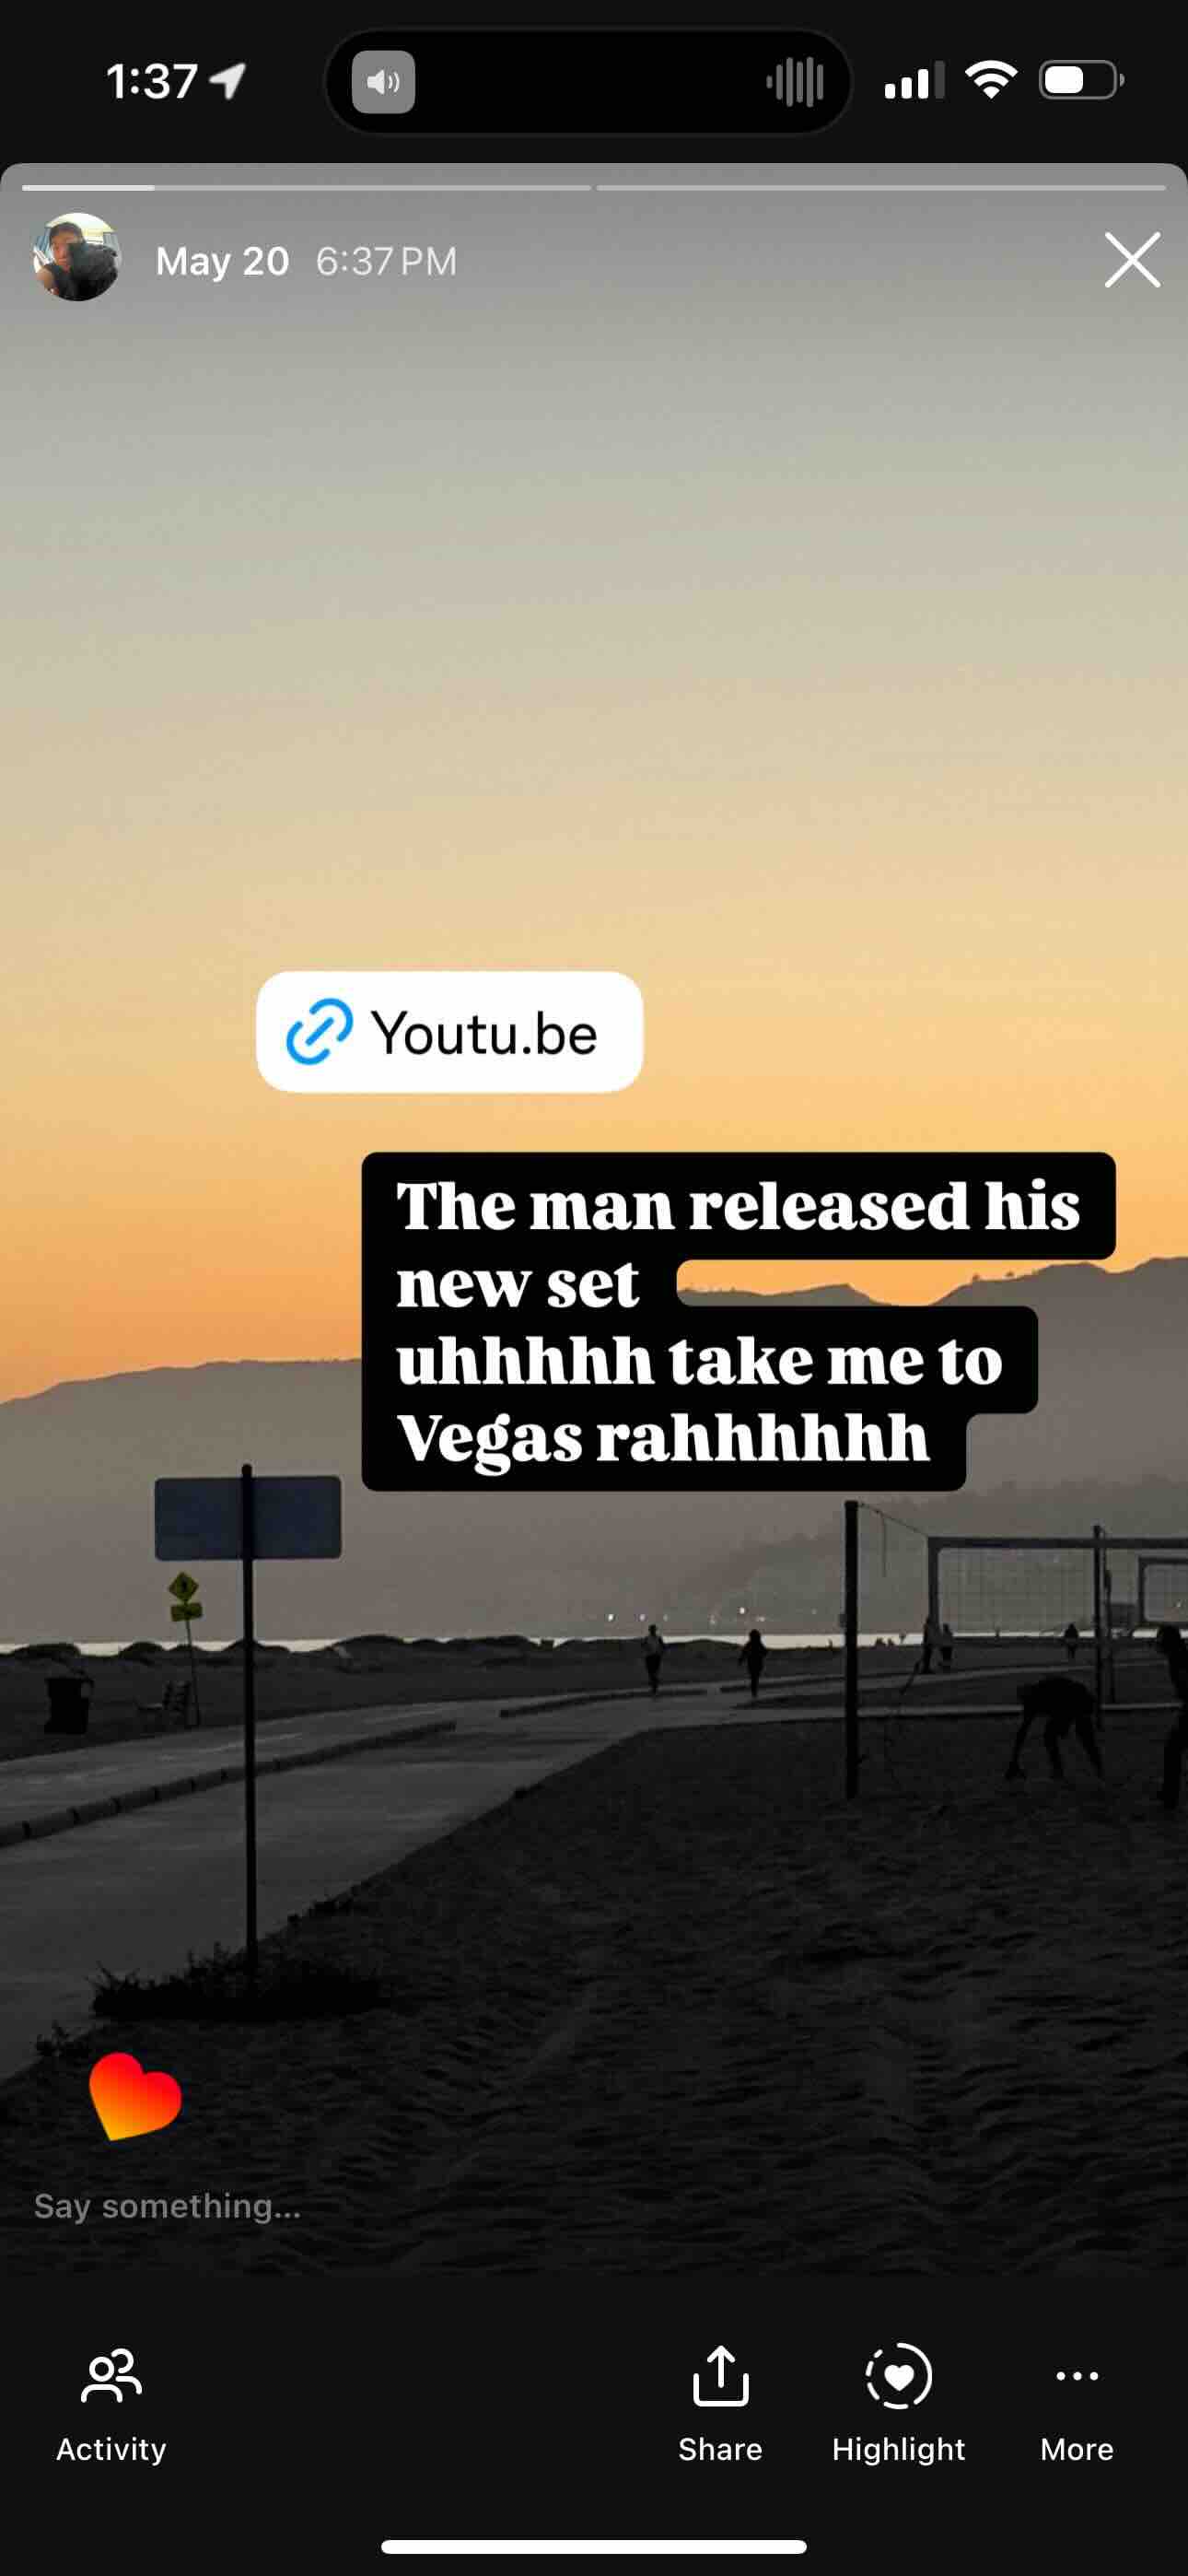 1:37
May 20 6:37 PM
Youtu.be
The man released his
new set
uhhhhh take me to
Vegas rahhhhhh
Say something...
Activity
Share
Highlight
More